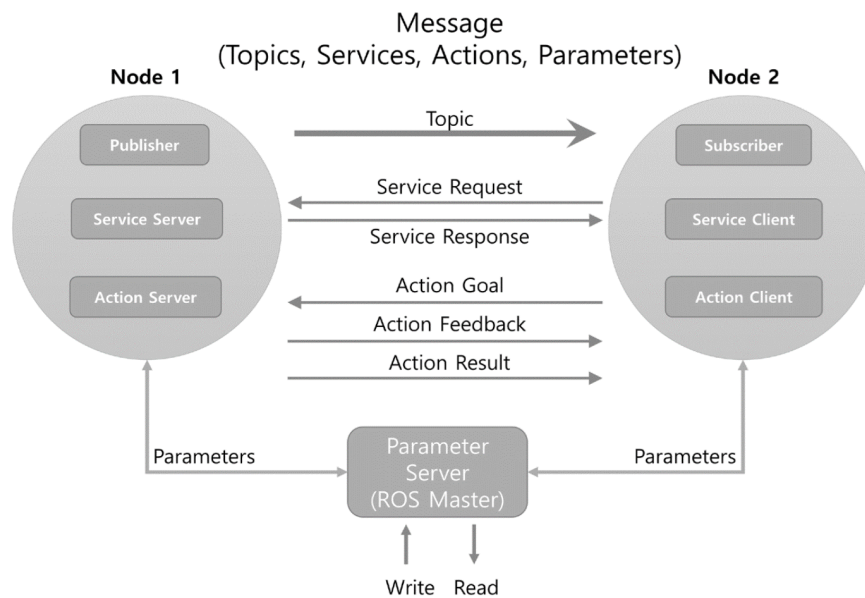 Message
(Topics, Services, Actions, Parameters)
Node 1
Node 2
Publisher
Topic
Subscriber
Service Request
Service Server
Service Client
Service Response
Action Goal
Action Server
Action Client
Action Feedback
Action Result
Parameters
Parameter
Server
(ROS Master)
Parameters
Write
Read